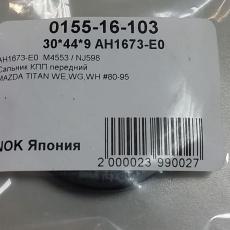 0155-16-103
30*44*9 AH1673-E0
AH1673-E0 M4553 / NJ598
Сальник КПП передний
MAZDA TITAN WE,WG,WH #80-95
NOK Япония
2 000023 990027